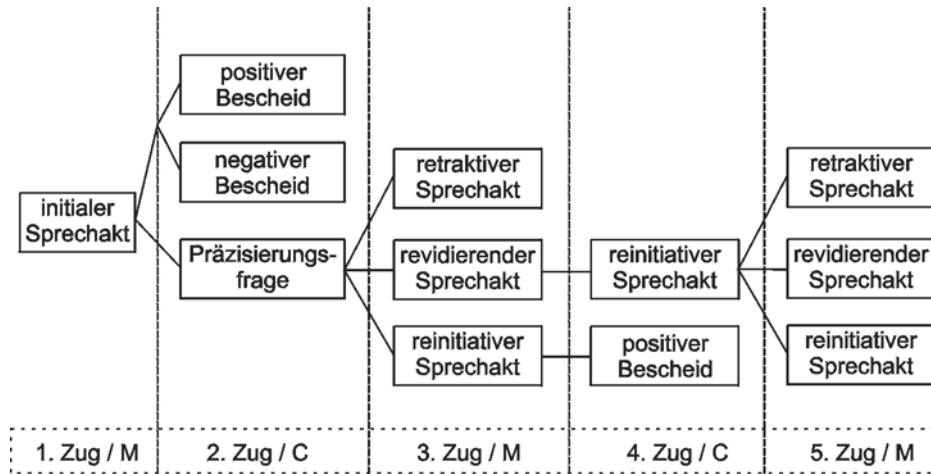 positiver
Bescheid
negativer
Bescheid
initialer
Sprechakt
Präzisierungs-
frage
retraktiver
Sprechakt
revidierender
Sprechakt
reinitiativer
Sprechakt
reinitiativer
Sprechakt
positiver
Bescheid
retraktiver
Sprechakt
revidierender
Sprechakt
reinitiativer
Sprechakt
1. Zug / M
2. Zug / C
3. Zug / M
4. Zug / C
5. Zug / M